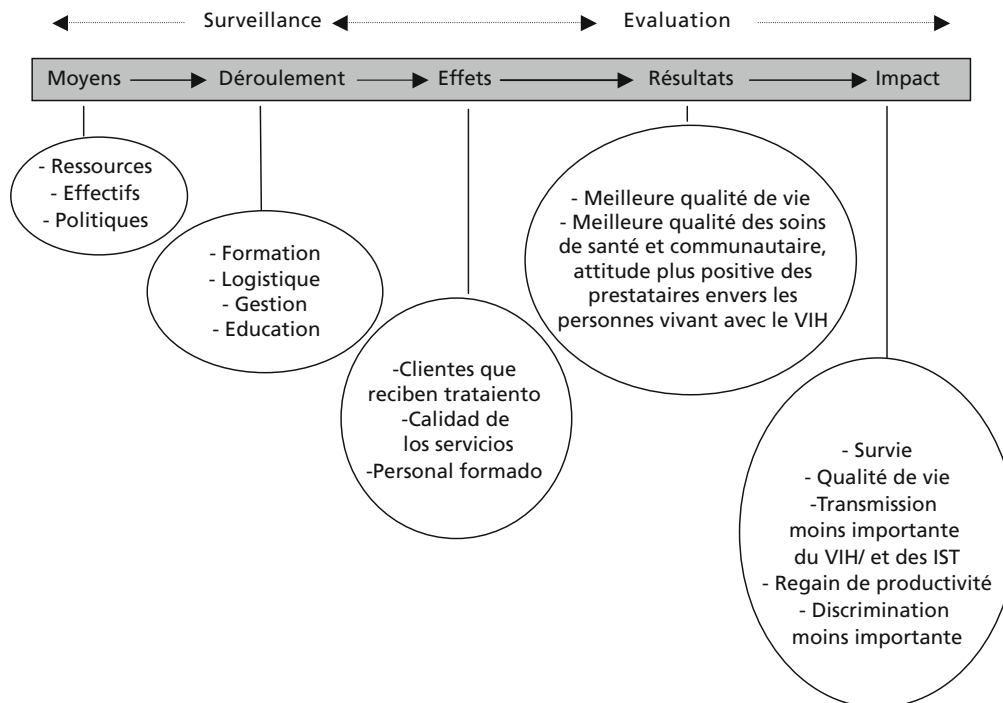 Surveillance Evaluation
Moyens Déroulement Effets Résultats Impact
- Ressources
- Effectifs
- Politiques
- Formation
- Logistique
- Gestion
- Education
-Clientes que
reciben trataiento
-Calidad de
los servicios
-Personal formado
- Meilleure qualité de vie
- Meilleure qualité des soins
de santé et communautaire,
attitude plus positive des
prestataires envers les
personnes vivant avec le VIH
- Survie
- Qualité de vie
-Transmission
moins importante
du VIH/ et des IST
- Regain de productivité
- Discrimination
moins importante